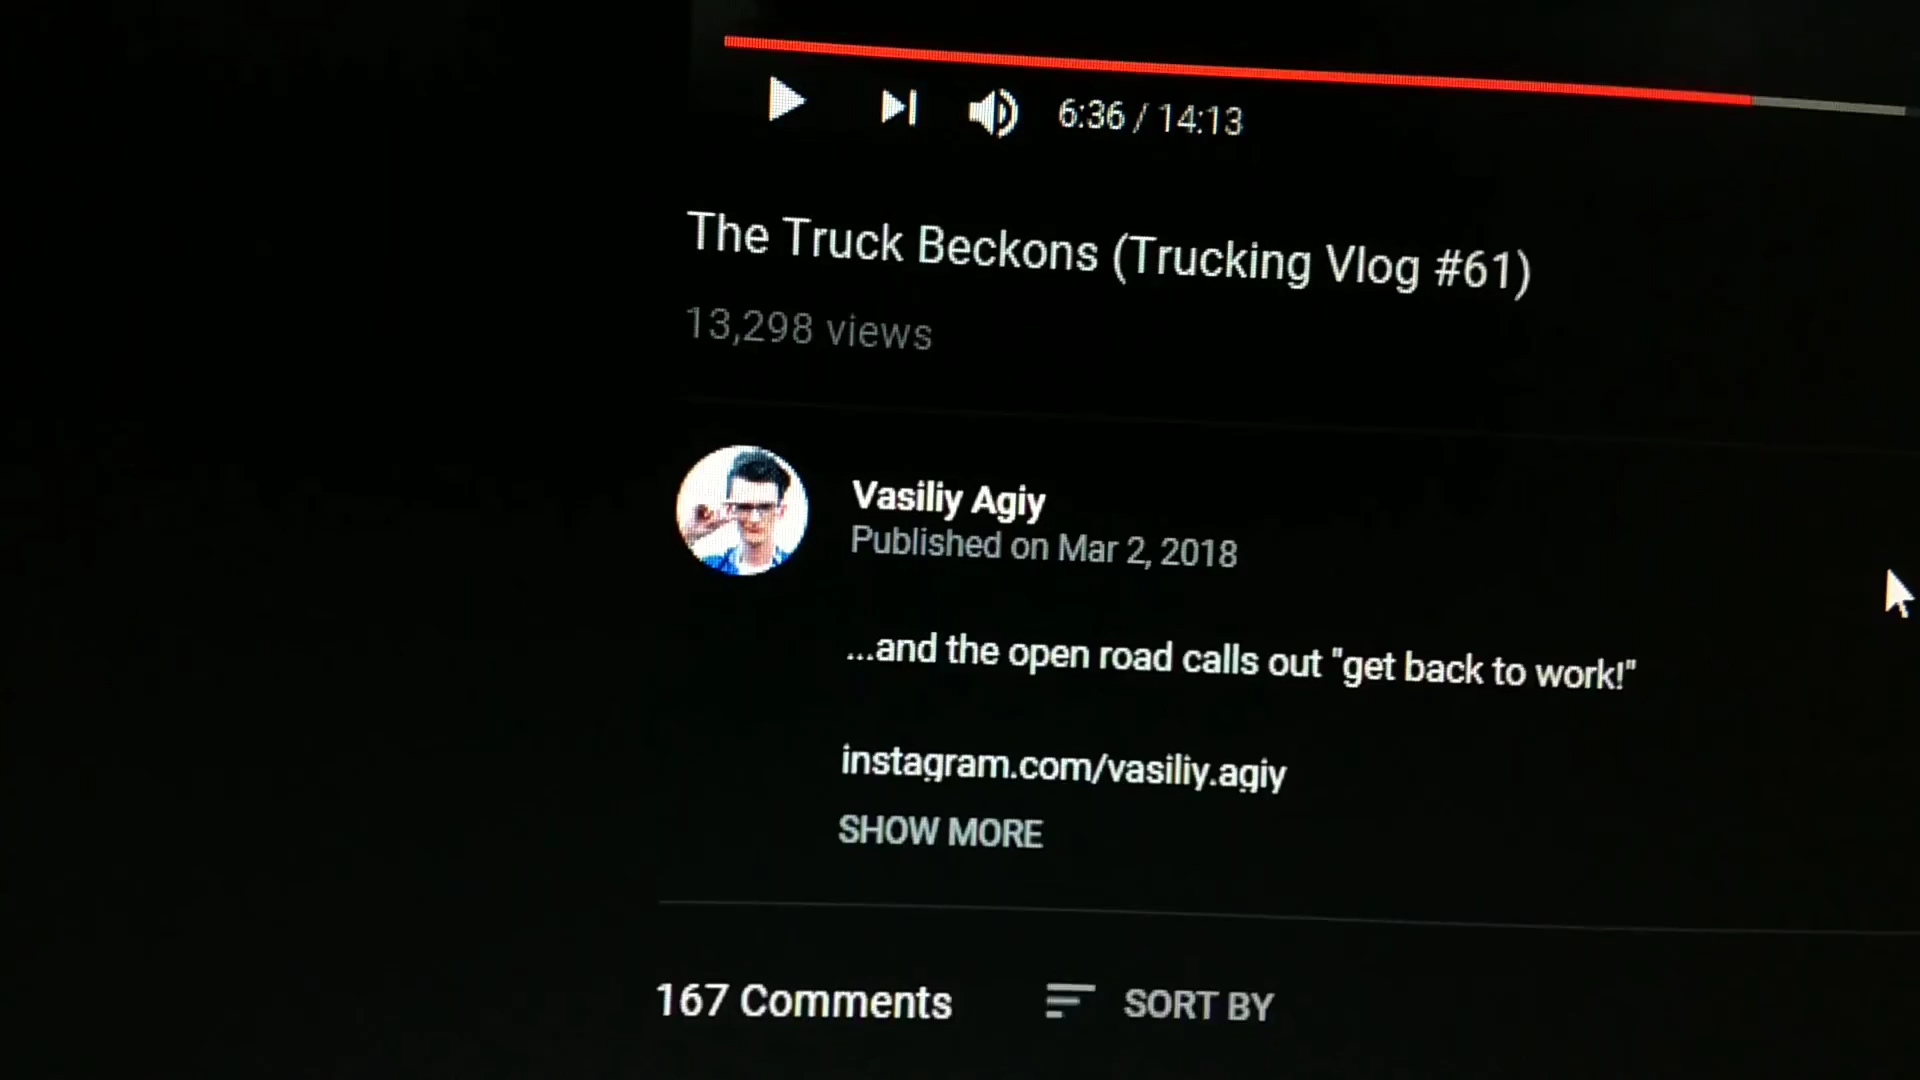 6:36 / 14:13
The Truck Beckons (Trucking Vlog #61)
13,298 views
Vasiliy Agiy
Published on Mar 2, 2018
...and the open road calls out "get back to work!"
instagram.com/vasiliy.agiy
SHOW MORE
167 Comments
SORT BY